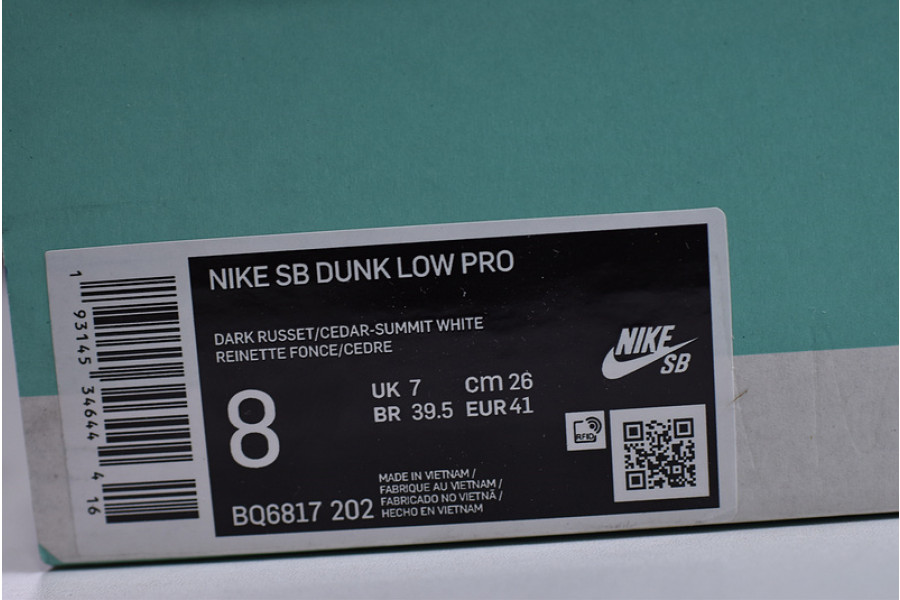 NIKE SB DUNK LOW PRO
DARK RUSSET/CEDAR-SUMMIT WHITE
REINETTE FONCE/CEDRE
8
UK 7 cm 26
BR 39.5 EUR 41
NIKE
SB
RFID
MADE IN VIETNAM /
FABRIQUE AU VIETNAM /
FABRICADO NO VIETNÃ /
HECHO EN VIETNAM
BQ6817 202
1 93145 34644 4 16